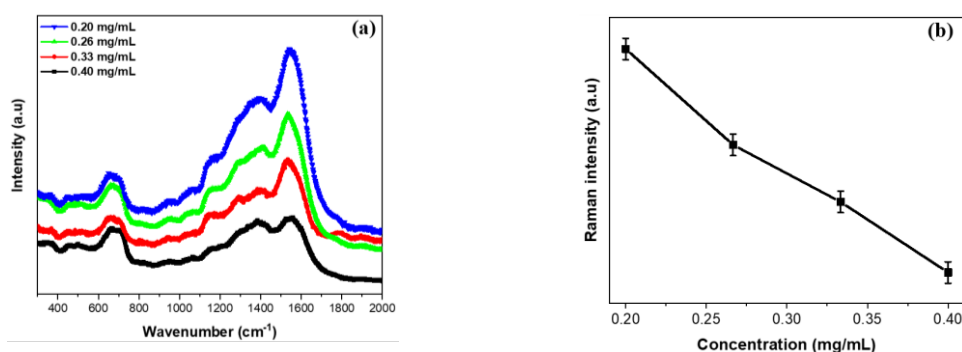 (a)
0.20 mg/mL
0.26 mg/mL
0.33 mg/mL
0.40 mg/mL
Intensity (a.u)
400 600 800 1000 1200 1400 1600 1800 2000
Wavenumber (cm⁻¹)
(b)
Raman intensity (a.u)
0.20 0.25 0.30 0.35 0.40
Concentration (mg/mL)